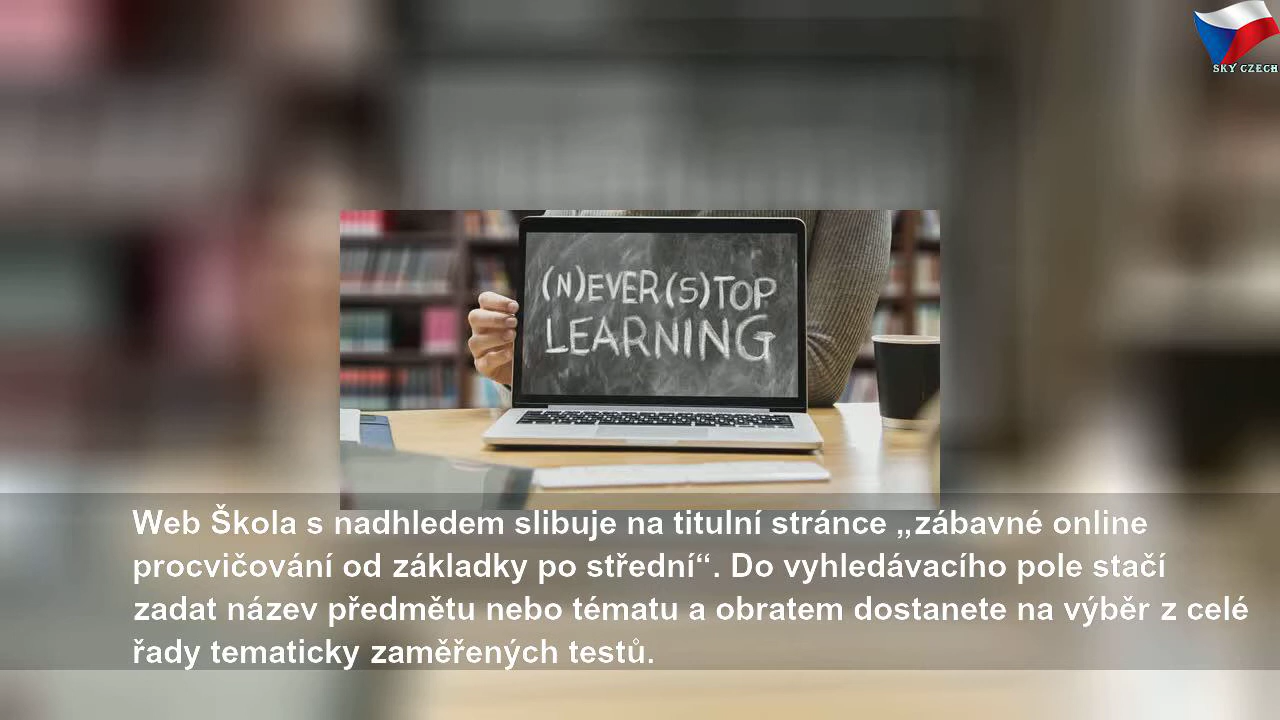 SKY CZECH
(N)EVER (S)TOP
LEARNING
Web Škola s nadhledem slibuje na titulní stránce „zábavné online
procvičování od základky po střední“. Do vyhledávacího pole stačí
zadat název předmětu nebo tématu a obratem dostanete na výběr z celé
řady tematicky zaměřených testů.